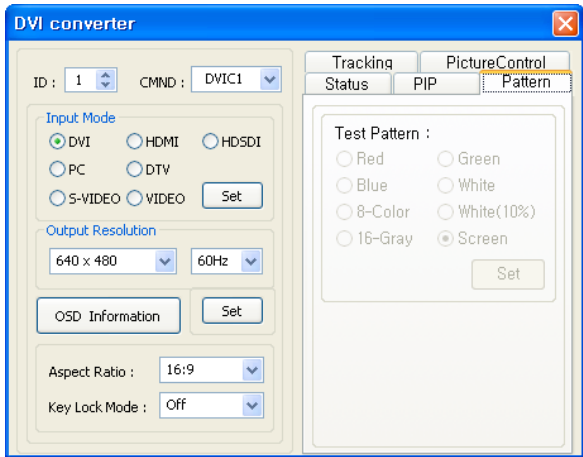 DVI converter
ID : 1 CMND : DVIC1
Input Mode
DVI HDMI HDSDI
PC DTV
S-VIDEO VIDEO Set
Output Resolution
640 x 480 60Hz
OSD Information Set
Aspect Ratio : 16:9
Key Lock Mode : Off
Tracking PictureControl
Status PIP Pattern
Test Pattern :
Red Green
Blue White
8-Color White(10%)
16-Gray Screen
Set